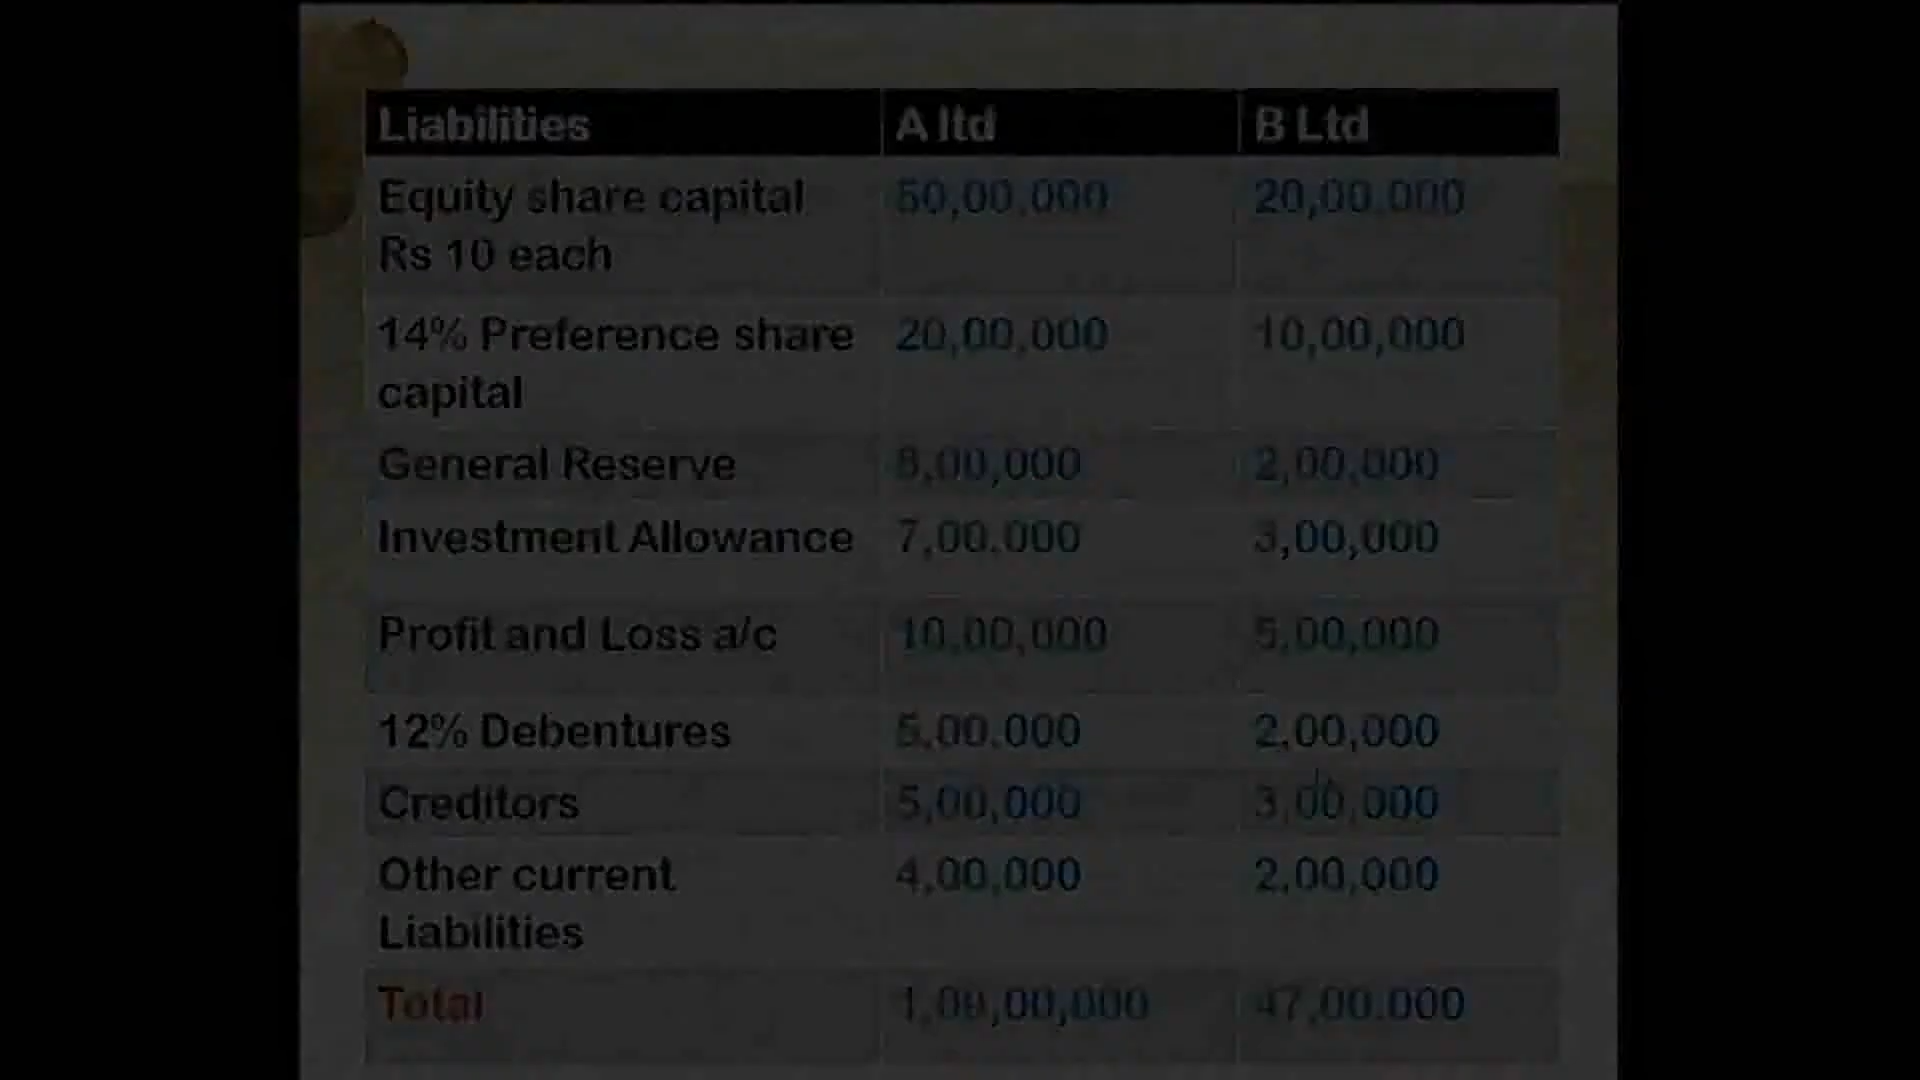 Liabilities A ltd B Ltd
Equity share capital 50,00,000 20,00,000
Rs 10 each
14% Preference share 20,00,000 10,00,000
capital
General Reserve 8,00,000 2,00,000
Investment Allowance 7,00,000 3,00,000
Profit and Loss a/c 10,00,000 5,00,000
12% Debentures 5,00,000 2,00,000
Creditors 5,00,000 3,00,000
Other current 4,00,000 2,00,000
Liabilities
Total 1,09,00,000 47,00,000